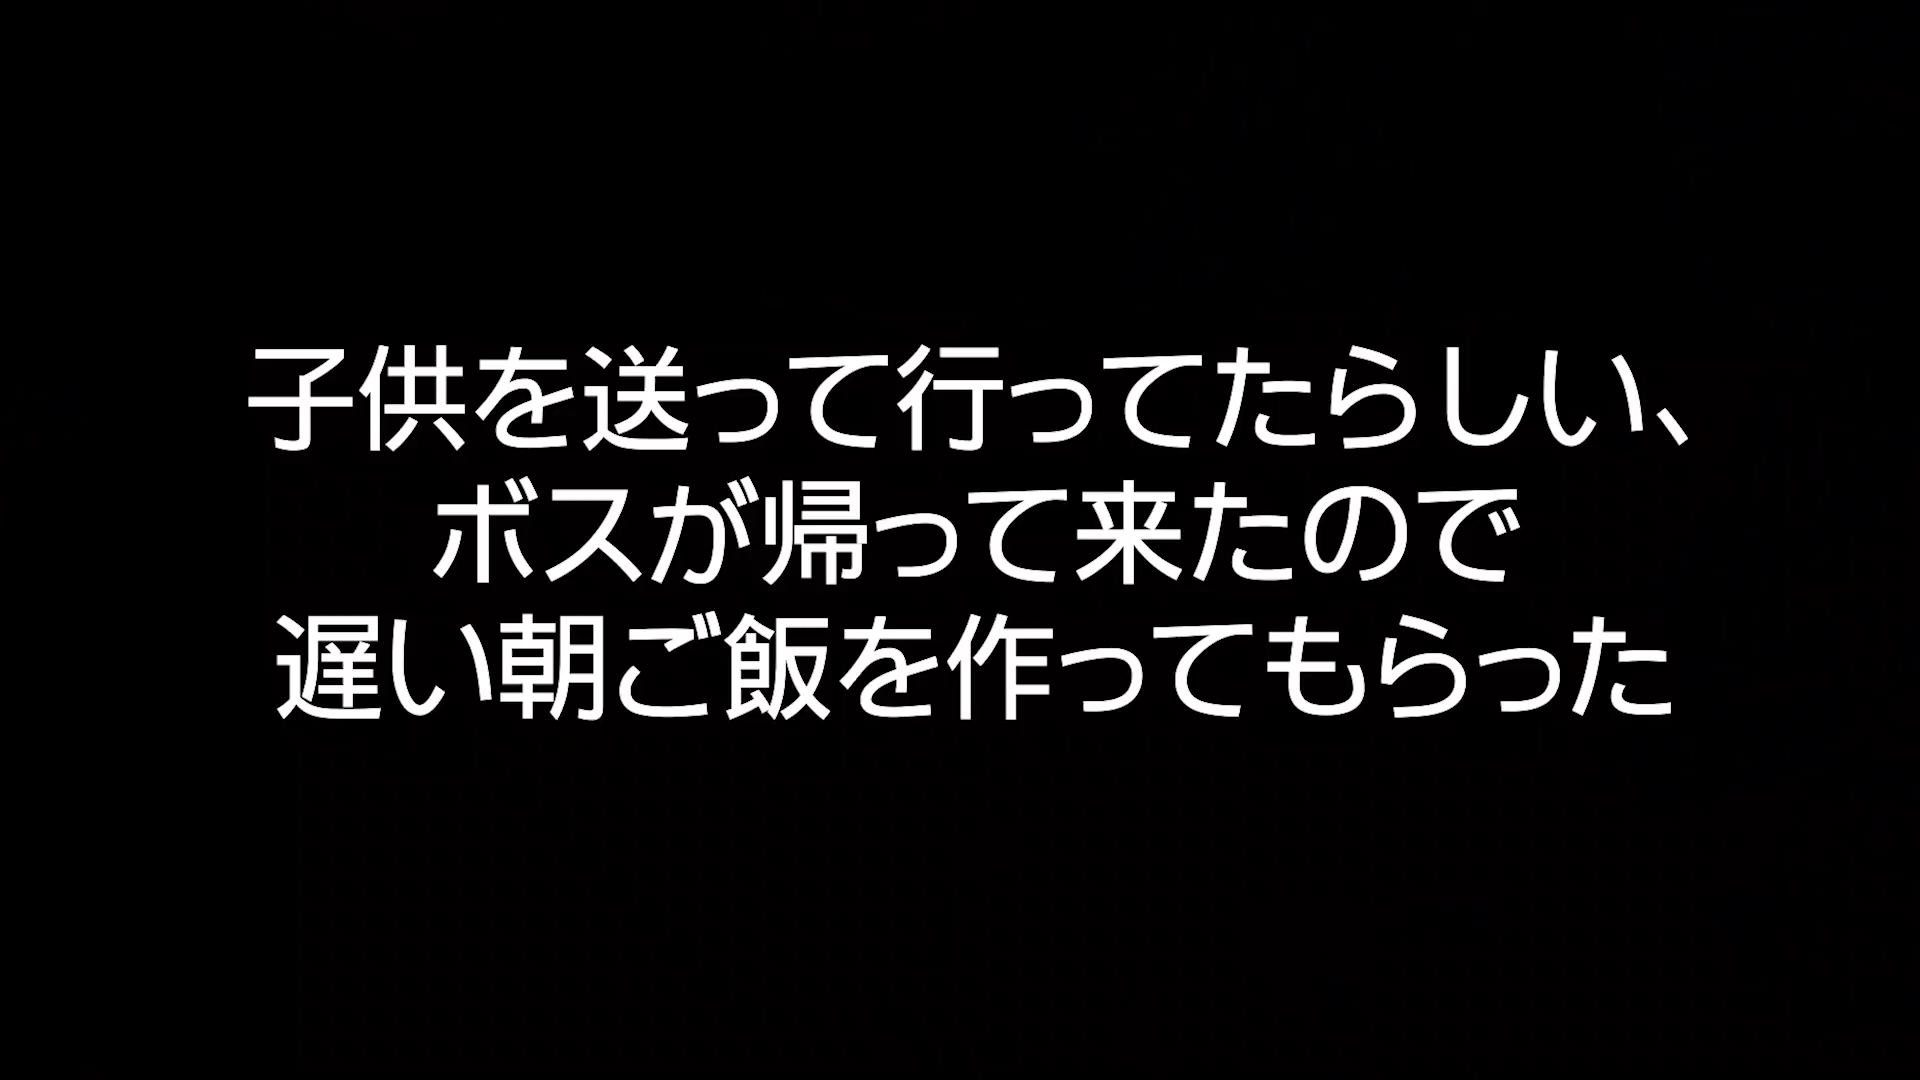 子供を送って行ってたらしい、
ボスが帰って来たので
遅い朝ご飯を作ってもらった